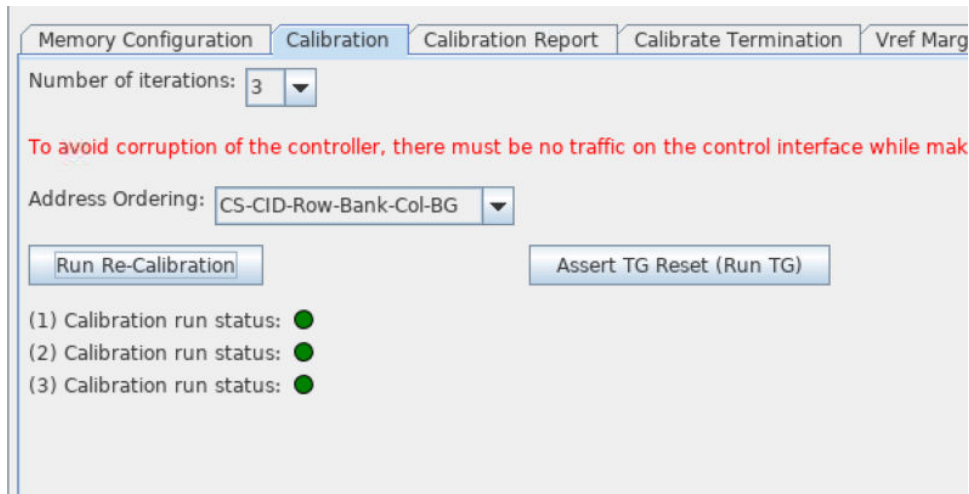 Memory Configuration Calibration Calibration Report Calibrate Termination Vref Marg
Number of iterations: 3
To avoid corruption of the controller, there must be no traffic on the control interface while mak
Address Ordering: CS-CID-Row-Bank-Col-BG
Run Re-Calibration Assert TG Reset (Run TG)
(1) Calibration run status:
(2) Calibration run status:
(3) Calibration run status: